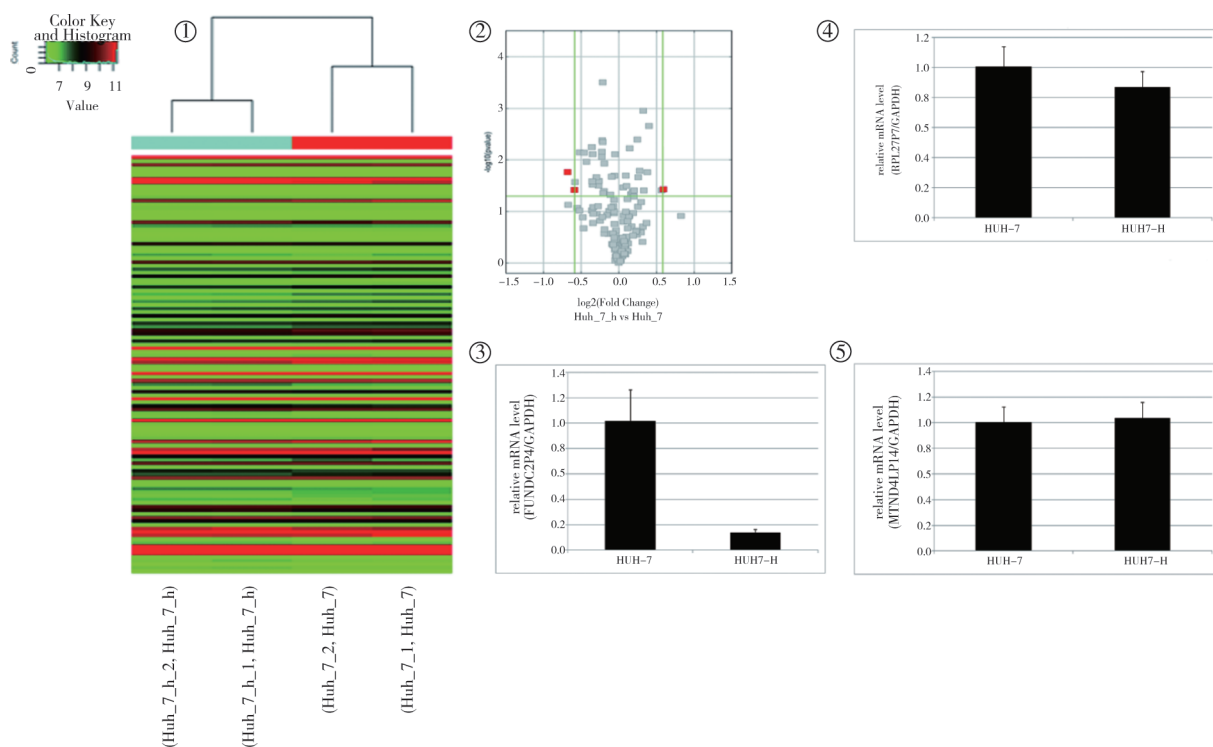 Color Key
and Histogram
Count
0
7 9 11
Value
①
(Huh_7_h_2, Huh_7_h)
(Huh_7_h_1, Huh_7_h)
(Huh_7_2, Huh_7)
(Huh_7_1, Huh_7)
②
-log10(pvalue)
4
3
2
1
0
-1.5 -1.0 -0.5 0.0 0.5 1.0 1.5
log2(Fold Change)
Huh_7_h vs Huh_7
③
relative mRNA level
(FUNDC2P4/GAPDH)
1.4
1.2
1.0
0.8
0.6
0.4
0.2
0.0
HUH-7 HUH7-H
④
relative mRNA level
(RPL27P7/GAPDH)
1.2
1.0
0.8
0.5
0.4
0.2
0.0
HUH-7 HUH7-H
⑤
relative mRNA level
(MTND4LP14/GAPDH)
1.4
1.2
1.0
0.8
0.6
0.4
0.2
0.0
HUH-7 HUH7-H